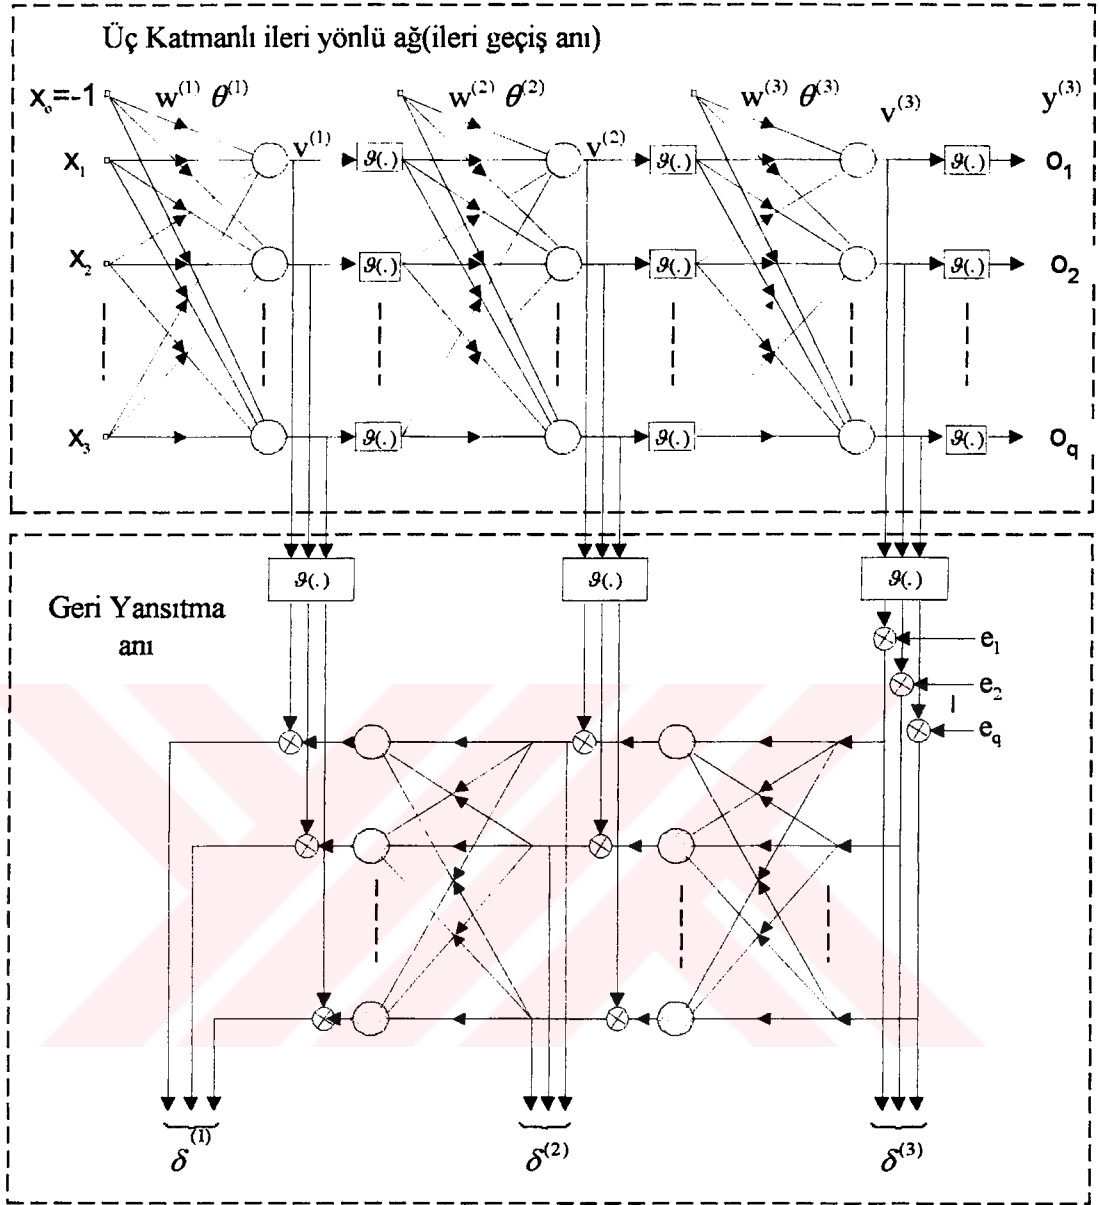 Üç Katmanlı ileri yönlü ağ(ileri geçiş anı)
x₀=-1 w⁽¹⁾ θ⁽¹⁾ w⁽²⁾ θ⁽²⁾ w⁽³⁾ θ⁽³⁾ v⁽³⁾ y⁽³⁾
x₁ v⁽¹⁾ ϑ(.) v⁽²⁾ ϑ(.) ϑ(.) o₁
x₂ ϑ(.) ϑ(.) ϑ(.) o₂
x₃ ϑ(.) ϑ(.) ϑ(.) o_q
ϑ(.) ϑ(.) ϑ(.)
Geri Yansıtma
anı
e₁
e₂
e_q
δ⁽¹⁾ δ⁽²⁾ δ⁽³⁾